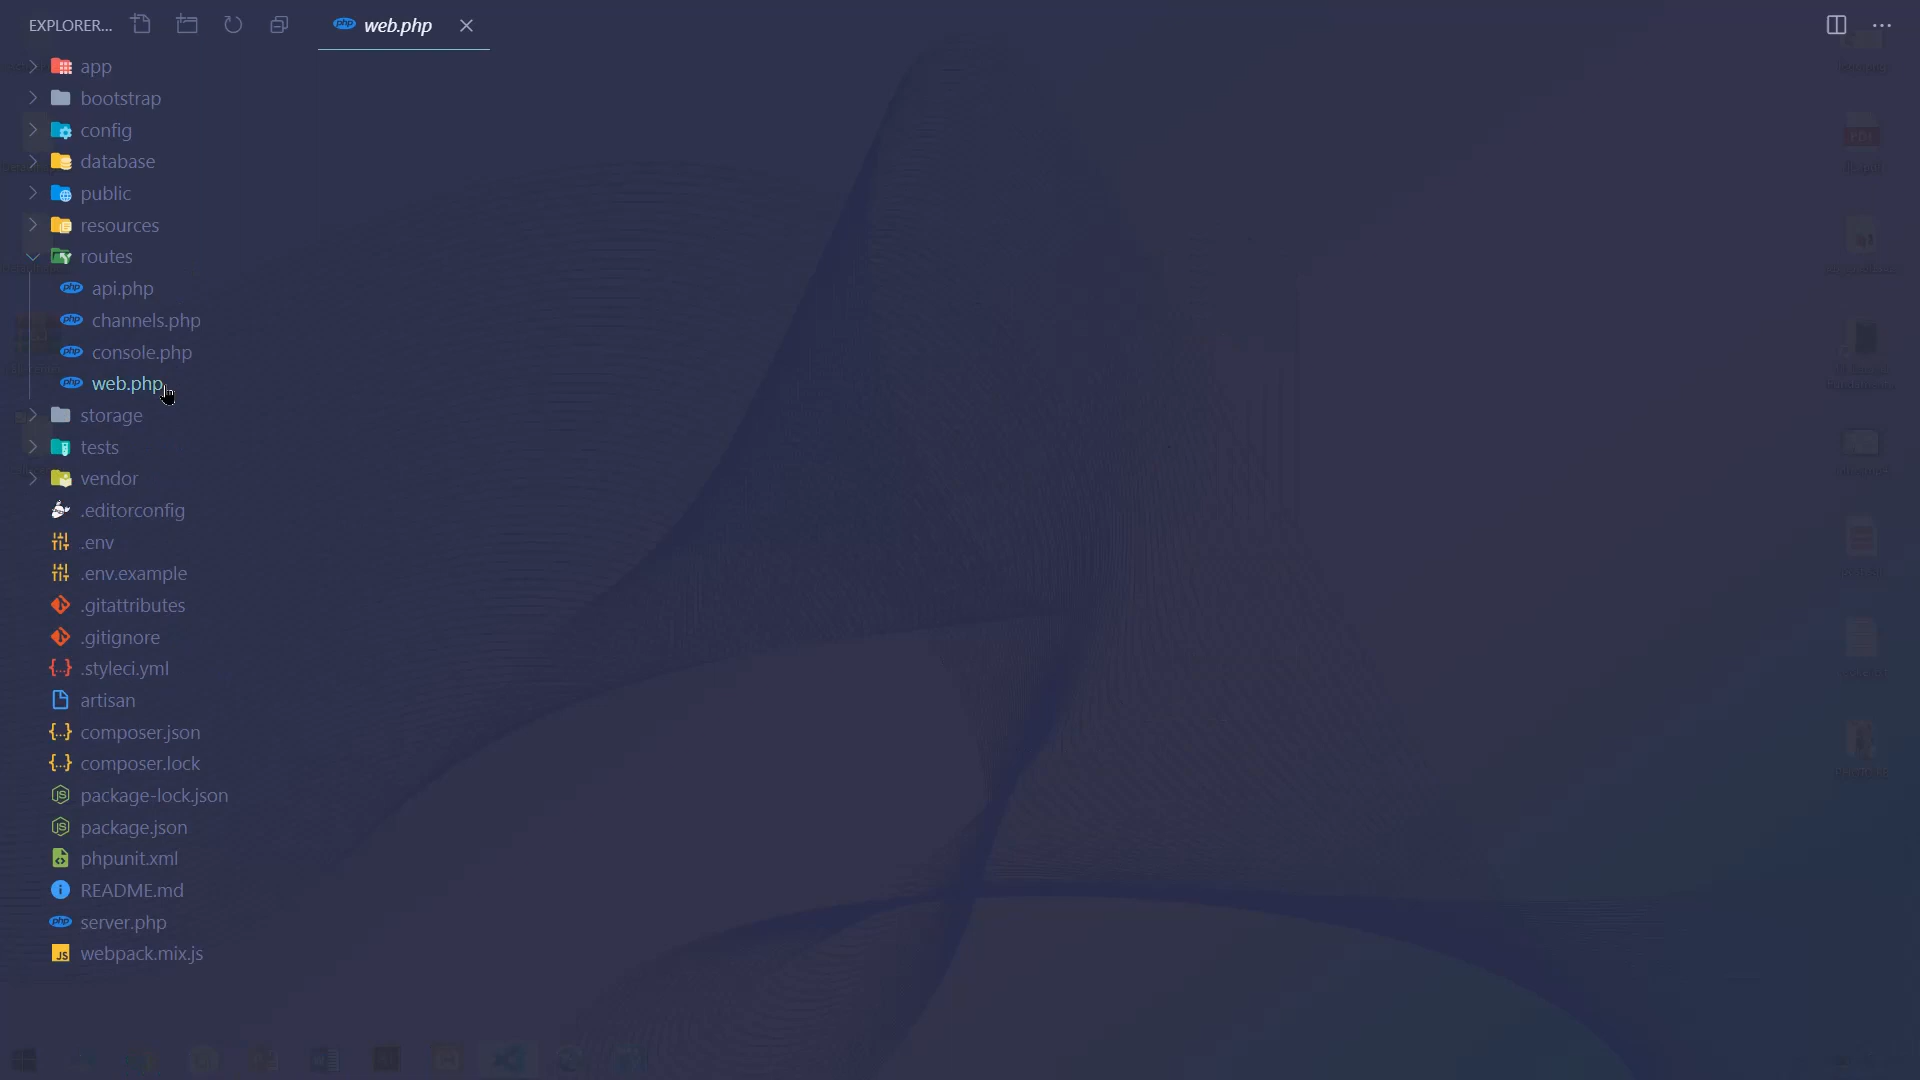 EXPLORER...
web.php
app
bootstrap
config
database
public
resources
routes
api.php
channels.php
console.php
web.php
storage
tests
vendor
.editorconfig
.env
.env.example
.gitattributes
.gitignore
.styleci.yml
artisan
composer.json
composer.lock
package-lock.json
package.json
phpunit.xml
README.md
server.php
webpack.mix.js